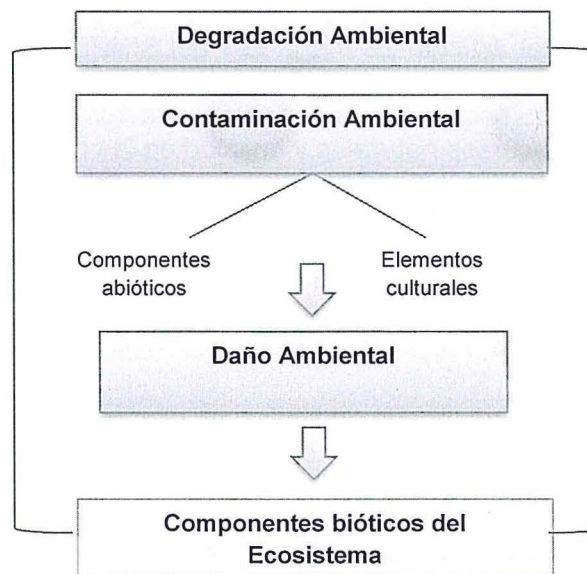 Degradación Ambiental
Contaminación Ambiental
Componentes
abióticos
Elementos
culturales
Daño Ambiental
Componentes bióticos del
Ecosistema